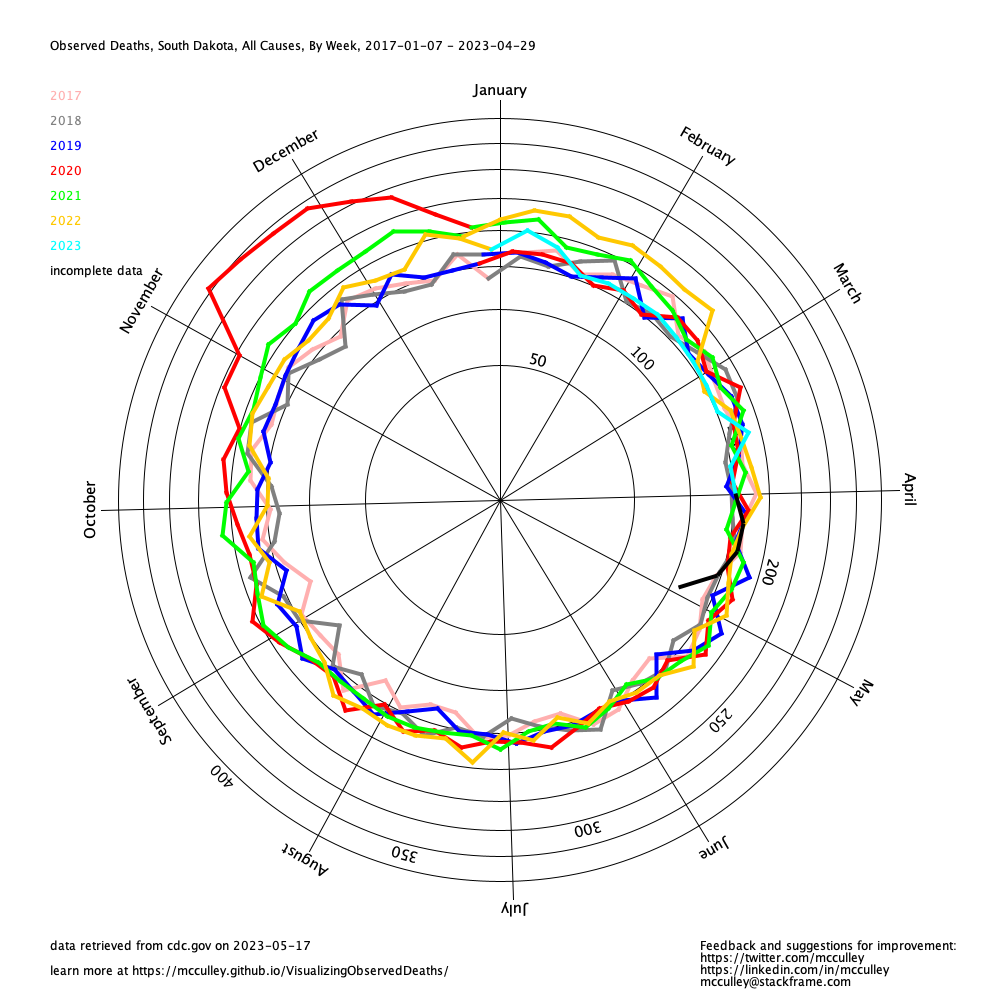 Observed Deaths, South Dakota, All Causes, By Week, 2017-01-07 - 2023-04-29
2017
2018
2019
2020
2021
2022
2023
incomplete data
January
February
March
April
May
June
July
August
September
October
November
December
50
100
200
250
300
350
400
data retrieved from cdc.gov on 2023-05-17
learn more at https://mcculley.github.io/VisualizingObservedDeaths/
Feedback and suggestions for improvement:
https://twitter.com/mcculley
https://linkedin.com/in/mcculley
mcculley@stackframe.com